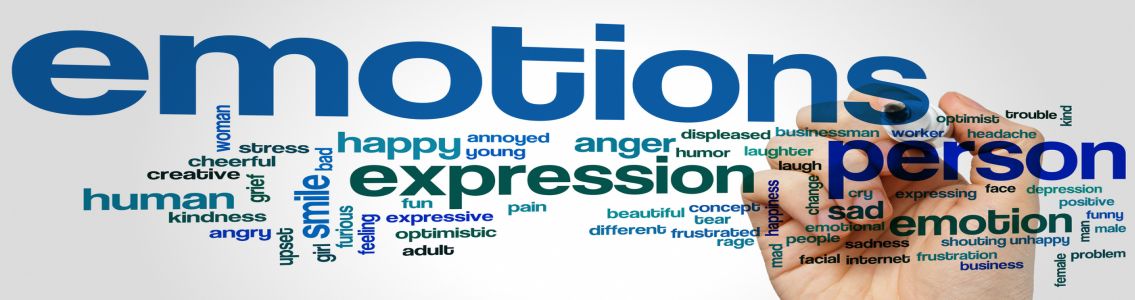 emotions
woman
stress
bad
cheerful
creative
grief
human
kindness
angry
upset
girl
smile
furious
feeling
happy
annoyed
young
expression
fun
expressive
optimistic
adult
pain
anger
displeased
humor
businessman
laughter
laugh
worker
optimist
trouble
kind
headache
person
beautiful
concept
tear
different
frustrated
rage
happiness
mad
change
cry
sad
expressing
face
depression
positive
emotional
emotion
funny
people
sadness
shouting
unhappy
man
male
facial
internet
frustration
business
female
problem